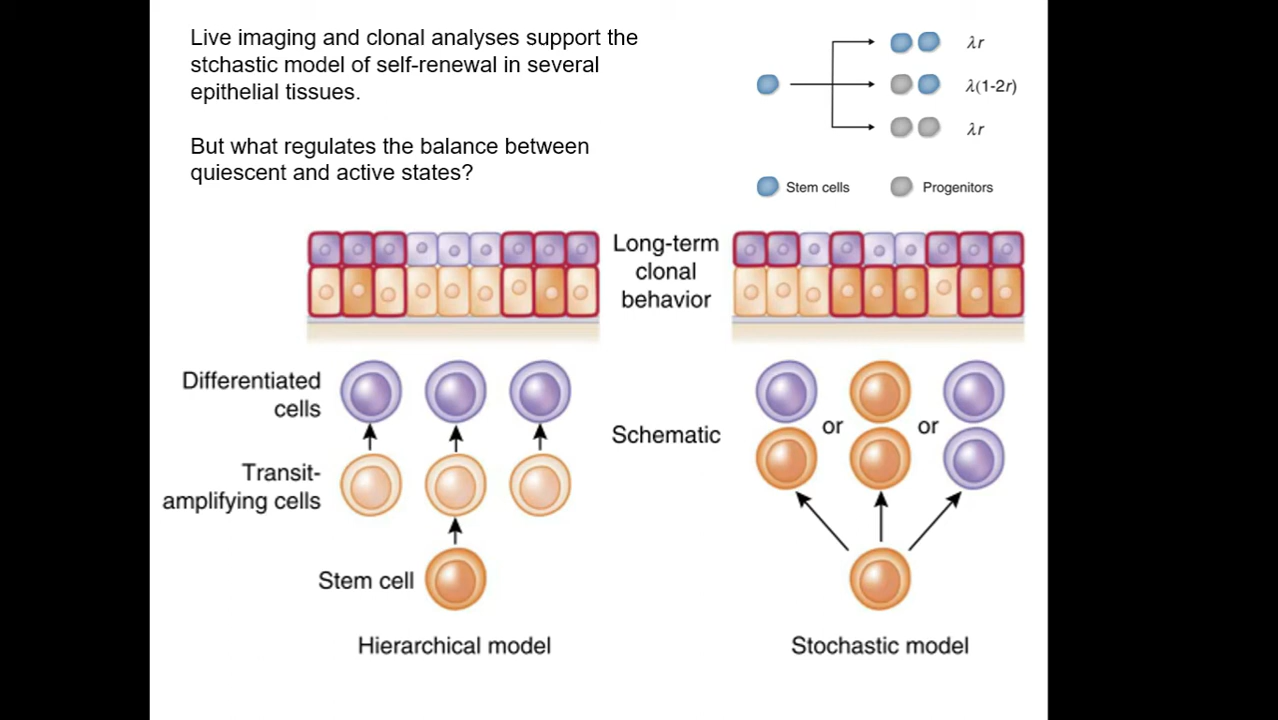 Live imaging and clonal analyses support the
stchastic model of self-renewal in several
epithelial tissues.
But what regulates the balance between
quiescent and active states?
λr
λ(1-2r)
λr
Stem cells
Progenitors
Long-term
clonal
behavior
Differentiated
cells
Transit-
amplifying cells
Stem cell
Hierarchical model
Schematic
or
or
Stochastic model